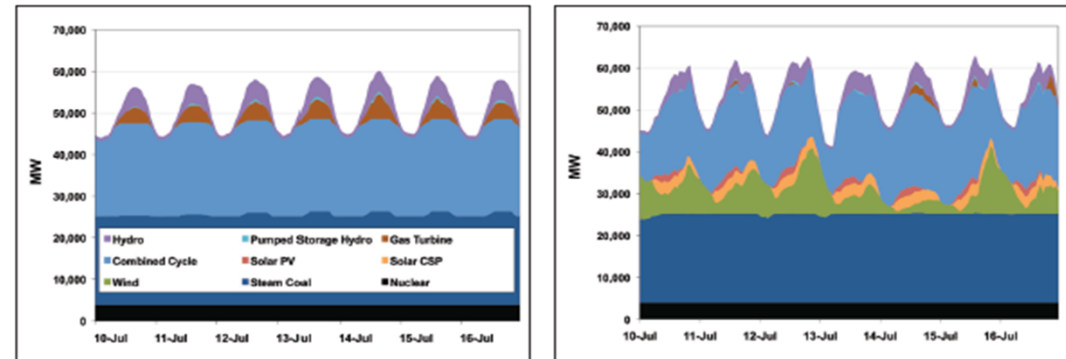 70,000
60,000
50,000
40,000
30,000
20,000
10,000
0
MW
Hydro Pumped Storage Hydro Gas Turbine
Combined Cycle Solar PV Solar CSP
Wind Steam Coal Nuclear
10-Jul 11-Jul 12-Jul 13-Jul 14-Jul 15-Jul 16-Jul
70,000
60,000
50,000
40,000
30,000
20,000
10,000
0
MW
10-Jul 11-Jul 12-Jul 13-Jul 14-Jul 15-Jul 16-Jul